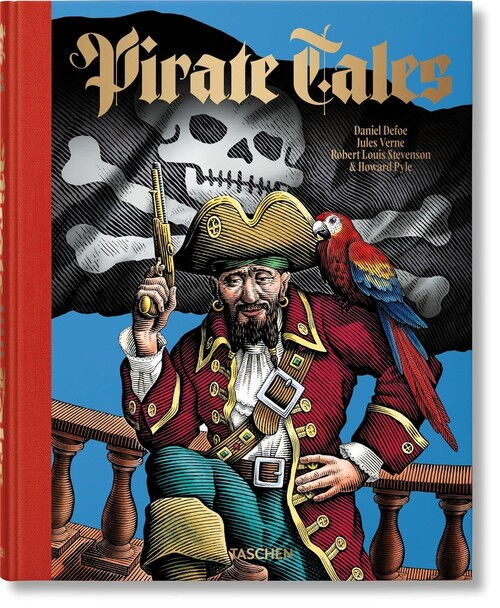 Pirate Tales
Daniel Defoe
Jules Verne
Robert Louis Stevenson
& Howard Pyle
TASCHEN